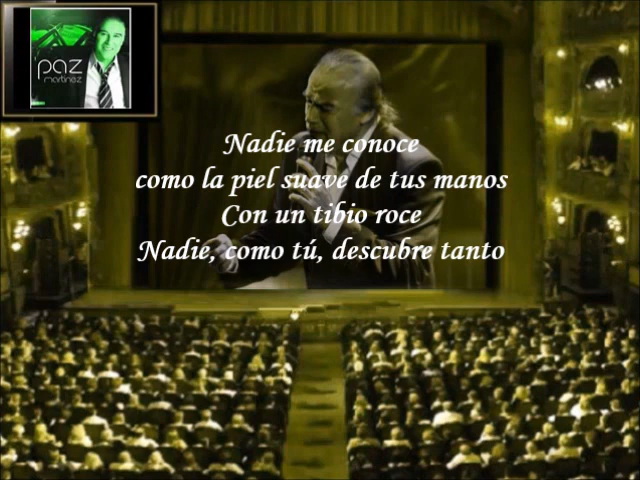 paz
martinez
Nadie me conoce
como la piel suave de tus manos
Con un tibio roce
Nadie, como tú, descubre tanto